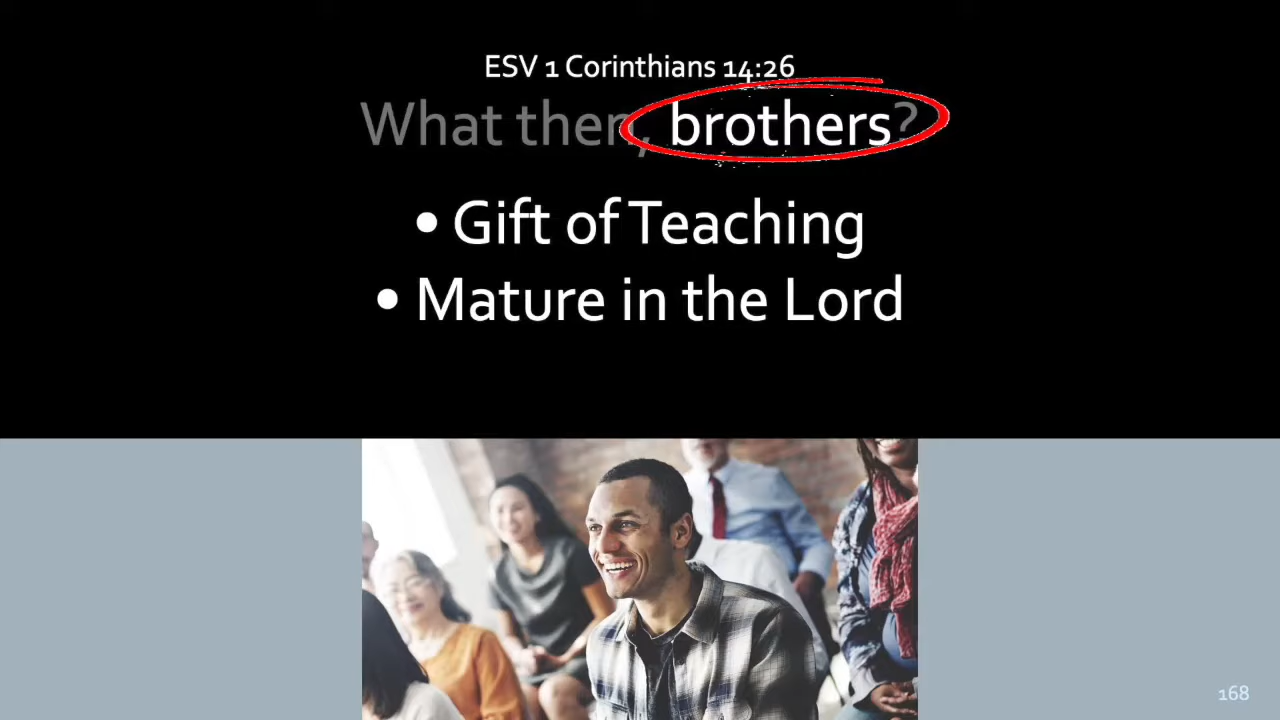 ESV 1 Corinthians 14:26
What then, brothers?
• Gift of Teaching
• Mature in the Lord
168